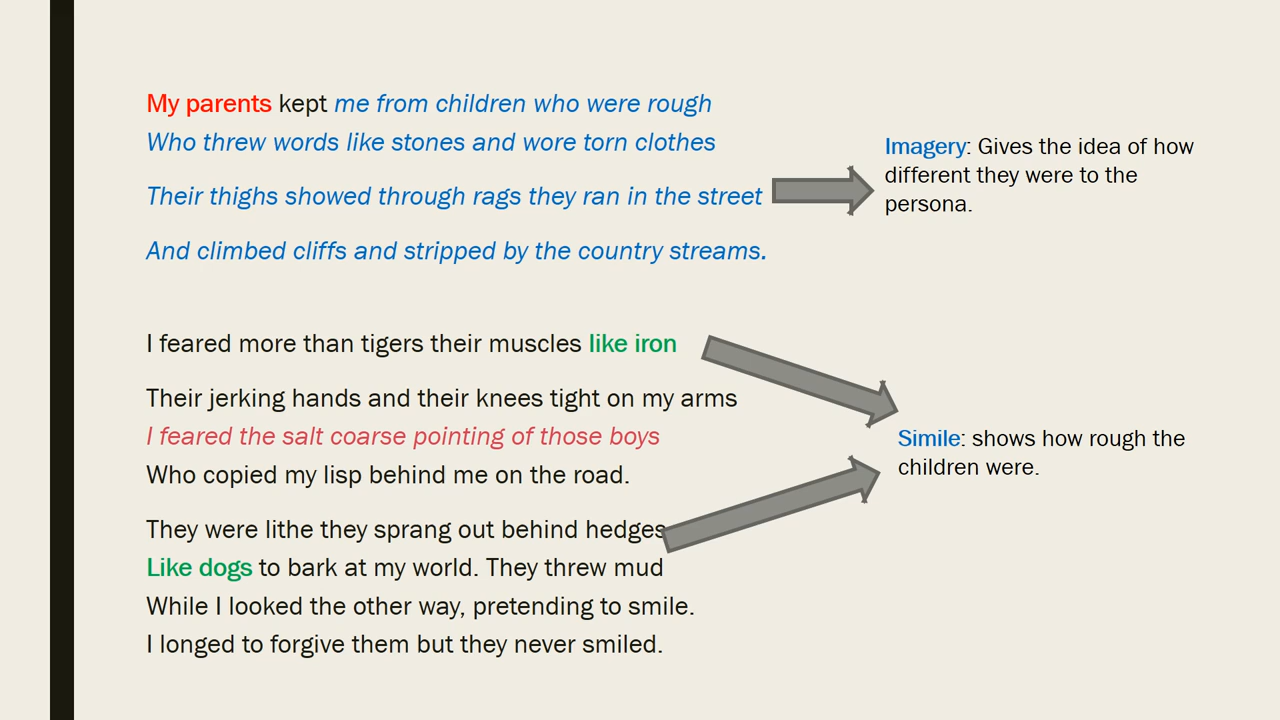 My parents kept me from children who were rough
Who threw words like stones and wore torn clothes
Their thighs showed through rags they ran in the street
And climbed cliffs and stripped by the country streams.
Imagery: Gives the idea of how
different they were to the
persona.
I feared more than tigers their muscles like iron
Their jerking hands and their knees tight on my arms
I feared the salt coarse pointing of those boys
Who copied my lisp behind me on the road.
They were lithe they sprang out behind hedges
Like dogs to bark at my world. They threw mud
While I looked the other way, pretending to smile.
I longed to forgive them but they never smiled.
Simile: shows how rough the
children were.